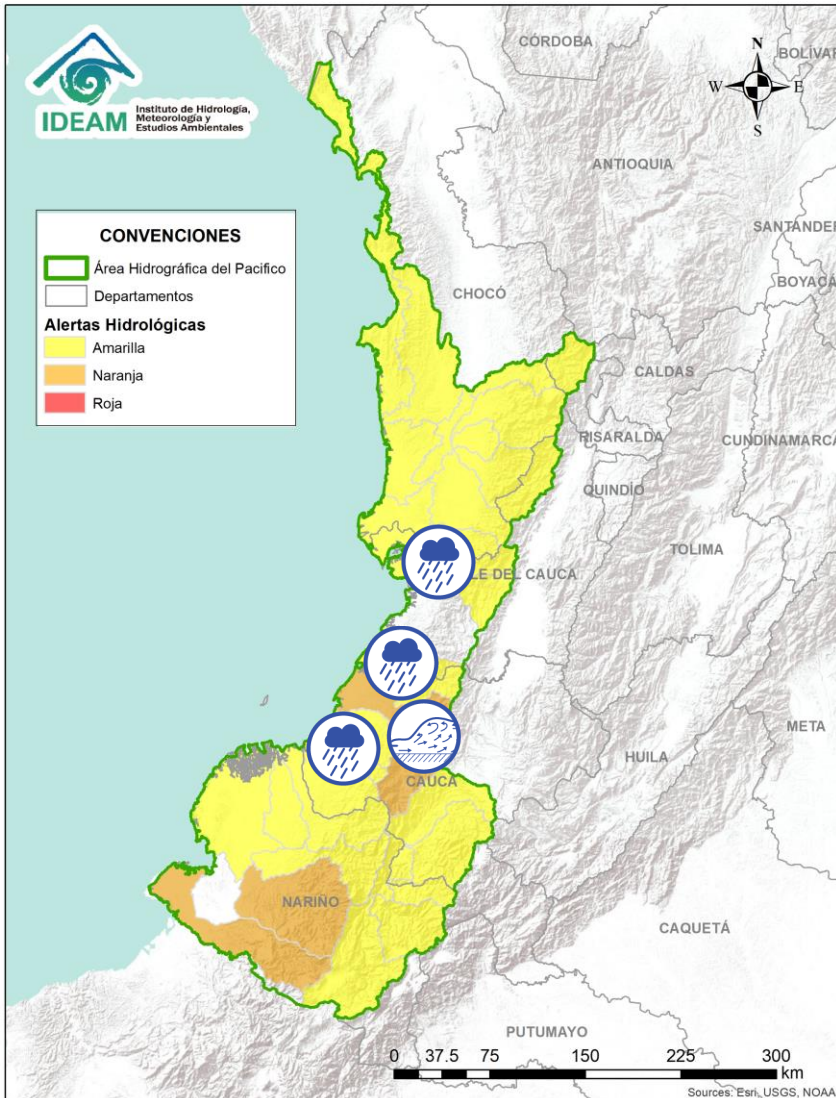 IDEAM
Instituto de Hidrología,
Meteorología y
Estudios Ambientales
CÓRDOBA
BOLÍVAR
N
W
E
S
ANTIOQUIA
CONVENCIONES
Área Hidrográfica del Pacifico
Departamentos
Alertas Hidrológicas
Amarilla
Naranja
Roja
SANTANDER
BOYACÁ
CHOCÓ
CALDAS
RISARALDA
CUNDINAMARCA
QUINDÍO
TOLIMA
LE DEL CAUCA
META
HUILA
CAUCA
NARIÑO
CAQUETÁ
PUTUMAYO
0 37.5 75 150 225 300
km
Sources: Esri, USGS, NOAA